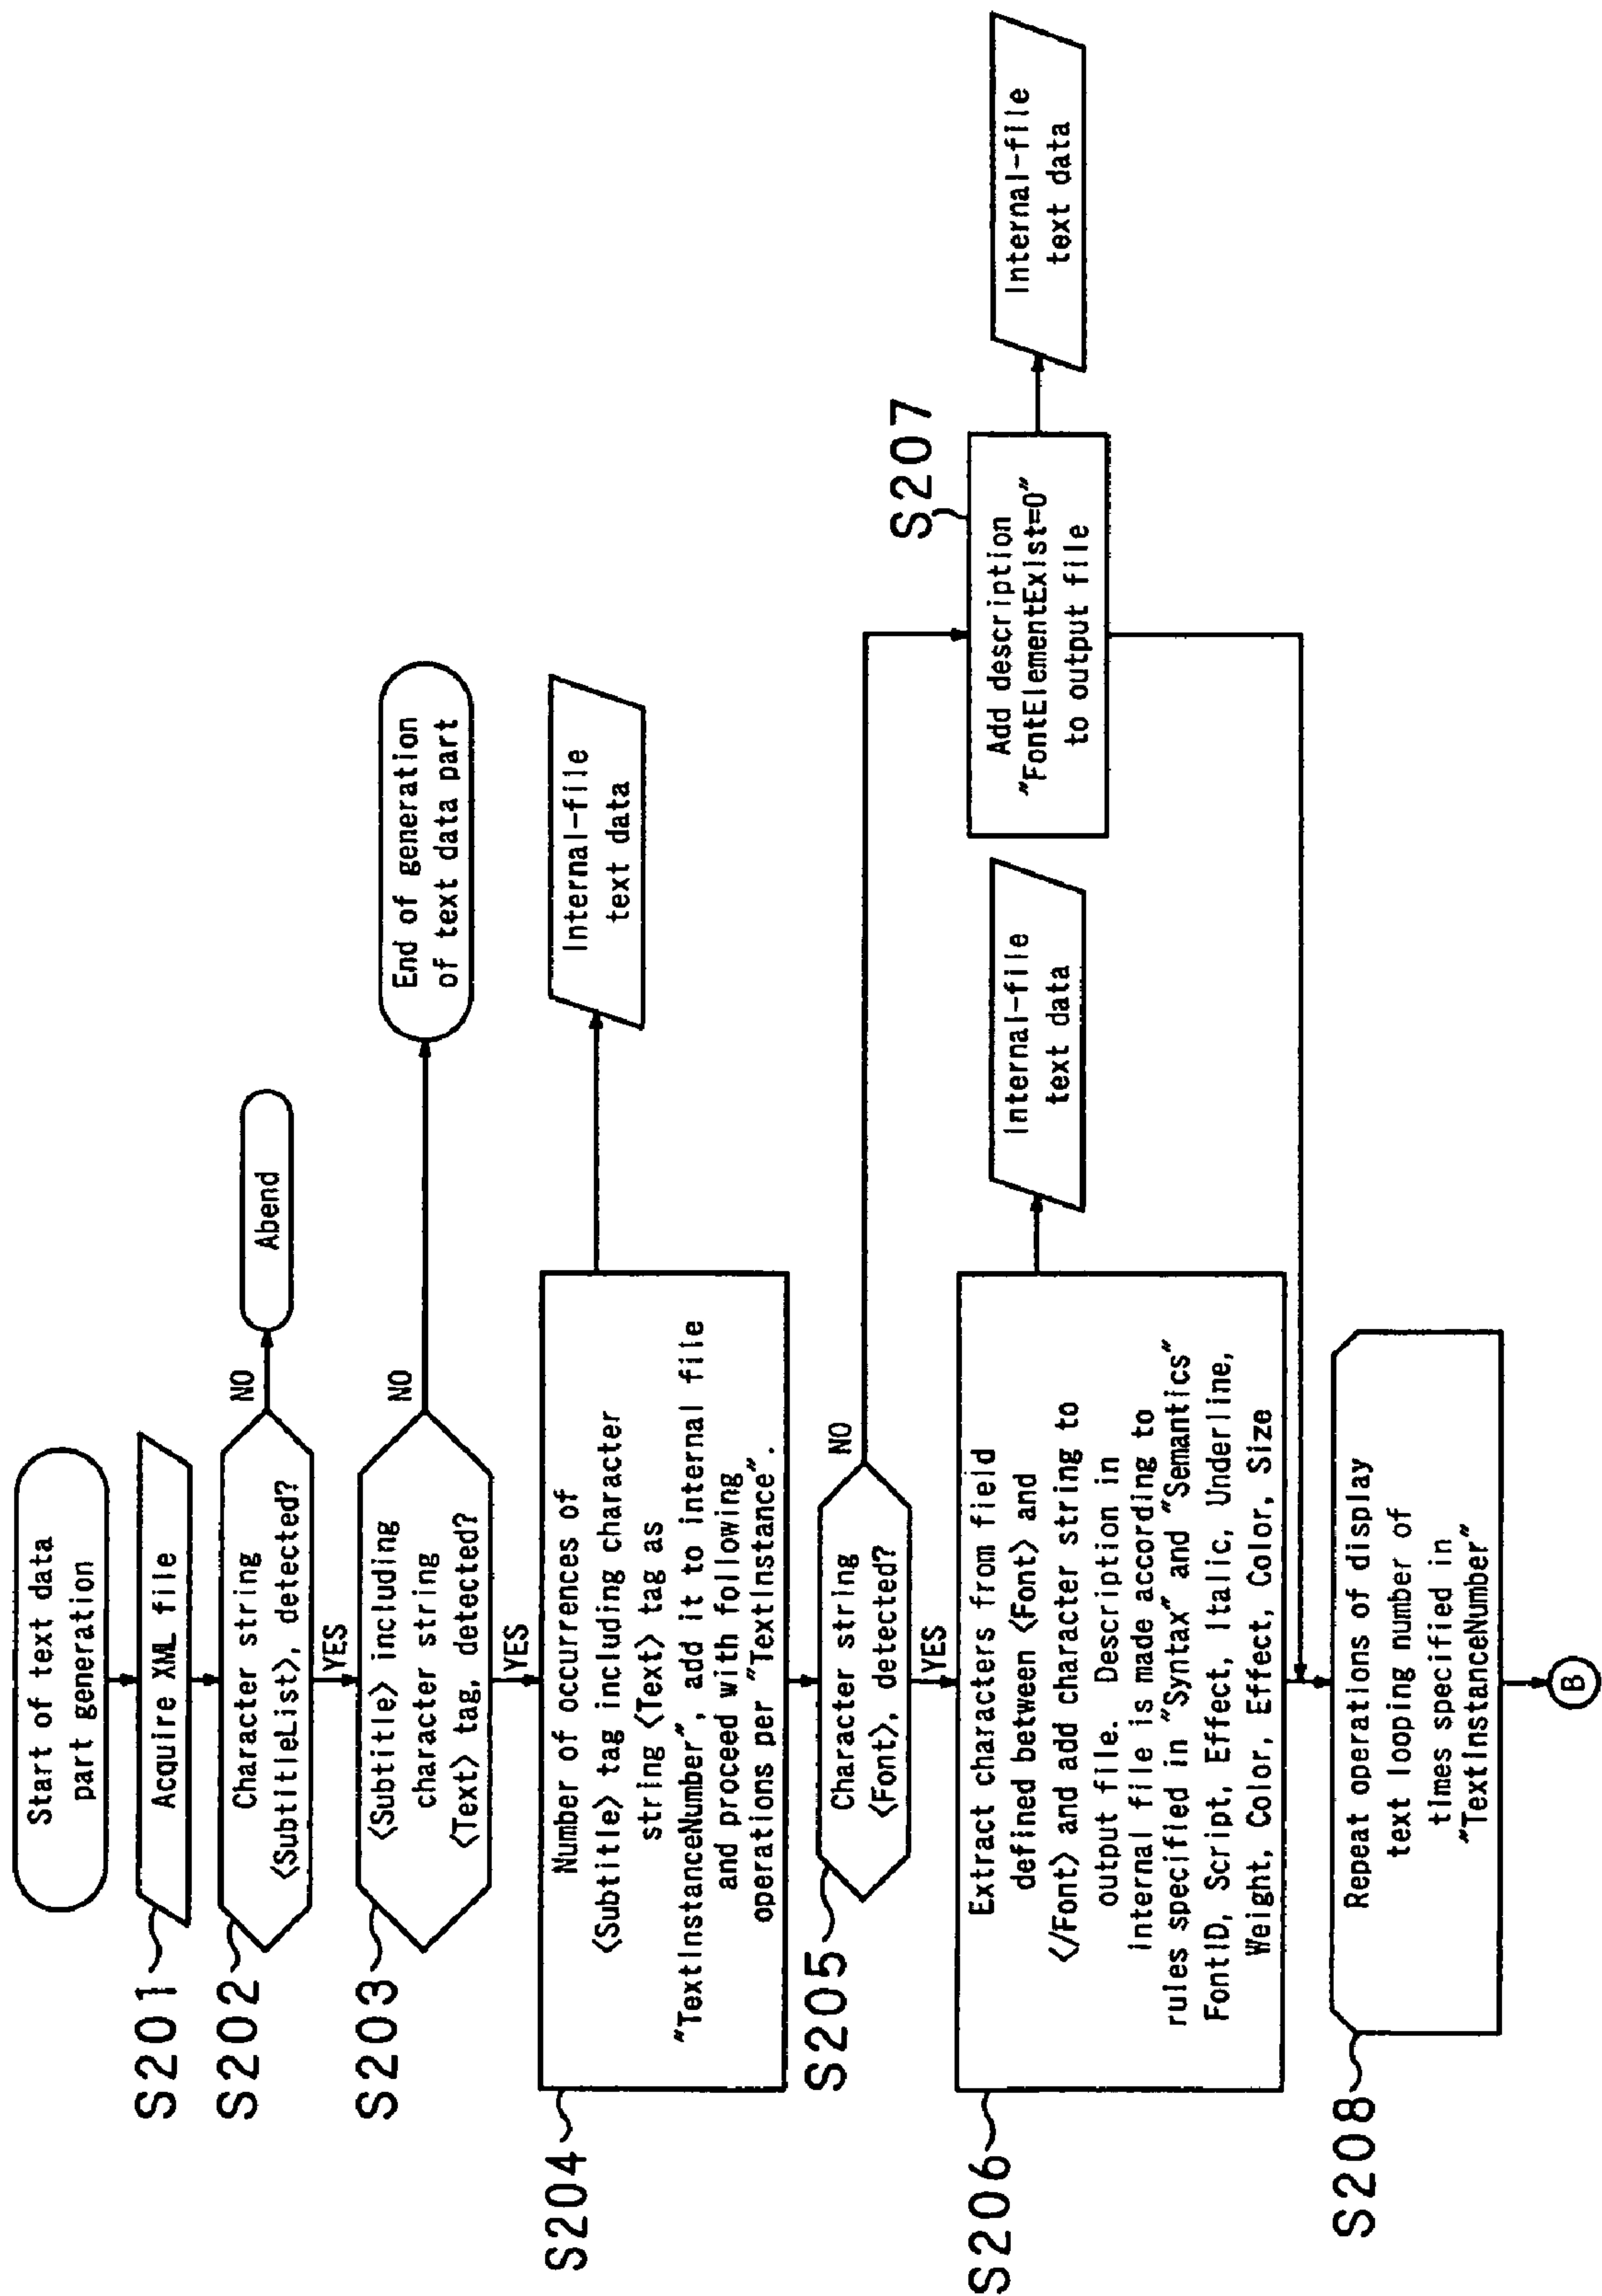 Start of text data
part generation
S201
Acquire XML file
S202
Character string
<SubtitleList>, detected?
NO
Abend
YES
S203
<Subtitle> including
character string
<Text> tag, detected?
NO
End of generation
of text data part
YES
S204
Number of occurrences of
<Subtitle> tag including character
string <Text> tag as
"TextInstanceNumber", add it to internal file
and proceed with following
operations per "TextInstance".
Internal-file
text data
S205
Character string
<Font>, detected?
NO
YES
S206
Extract characters from field
defined between <Font> and
</Font> and add character string to
output file. Description in
internal file is made according to
rules specified in "Syntax" and "Semantics"
FontID, Script, Effect, Italic, Underline,
Weight, Color, Effect, Color, Size
Internal-file
text data
S207
Add description
"FontElementExist=0"
to output file
Internal-file
text data
S208
Repeat operations of display
text looping number of
times specified in
"TextInstanceNumber"
B